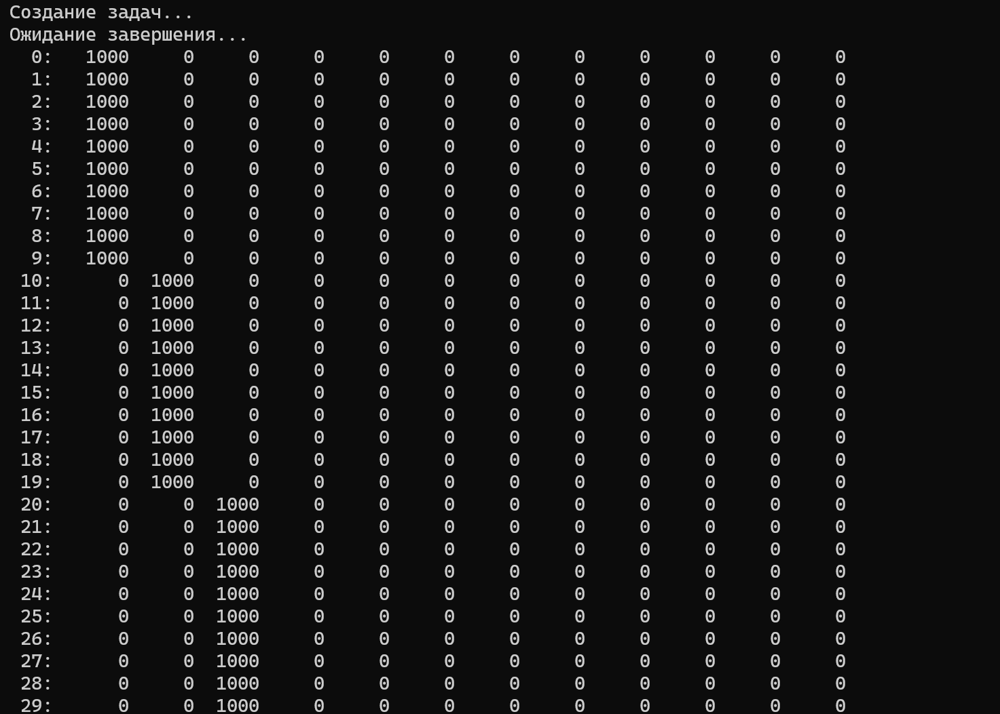 Создание задач...
Ожидание завершения...
0: 1000 0 0 0 0 0 0 0 0 0 0 0
1: 1000 0 0 0 0 0 0 0 0 0 0 0
2: 1000 0 0 0 0 0 0 0 0 0 0 0
3: 1000 0 0 0 0 0 0 0 0 0 0 0
4: 1000 0 0 0 0 0 0 0 0 0 0 0
5: 1000 0 0 0 0 0 0 0 0 0 0 0
6: 1000 0 0 0 0 0 0 0 0 0 0 0
7: 1000 0 0 0 0 0 0 0 0 0 0 0
8: 1000 0 0 0 0 0 0 0 0 0 0 0
9: 1000 0 0 0 0 0 0 0 0 0 0 0
10: 0 1000 0 0 0 0 0 0 0 0 0 0
11: 0 1000 0 0 0 0 0 0 0 0 0 0
12: 0 1000 0 0 0 0 0 0 0 0 0 0
13: 0 1000 0 0 0 0 0 0 0 0 0 0
14: 0 1000 0 0 0 0 0 0 0 0 0 0
15: 0 1000 0 0 0 0 0 0 0 0 0 0
16: 0 1000 0 0 0 0 0 0 0 0 0 0
17: 0 1000 0 0 0 0 0 0 0 0 0 0
18: 0 1000 0 0 0 0 0 0 0 0 0 0
19: 0 1000 0 0 0 0 0 0 0 0 0 0
20: 0 0 1000 0 0 0 0 0 0 0 0 0
21: 0 0 1000 0 0 0 0 0 0 0 0 0
22: 0 0 1000 0 0 0 0 0 0 0 0 0
23: 0 0 1000 0 0 0 0 0 0 0 0 0
24: 0 0 1000 0 0 0 0 0 0 0 0 0
25: 0 0 1000 0 0 0 0 0 0 0 0 0
26: 0 0 1000 0 0 0 0 0 0 0 0 0
27: 0 0 1000 0 0 0 0 0 0 0 0 0
28: 0 0 1000 0 0 0 0 0 0 0 0 0
29: 0 0 1000 0 0 0 0 0 0 0 0 0